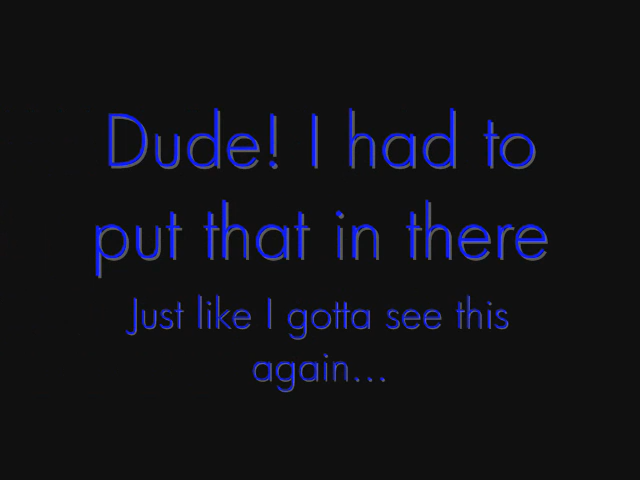 Dude! I had to
put that in there
Just like I gotta see this
again...